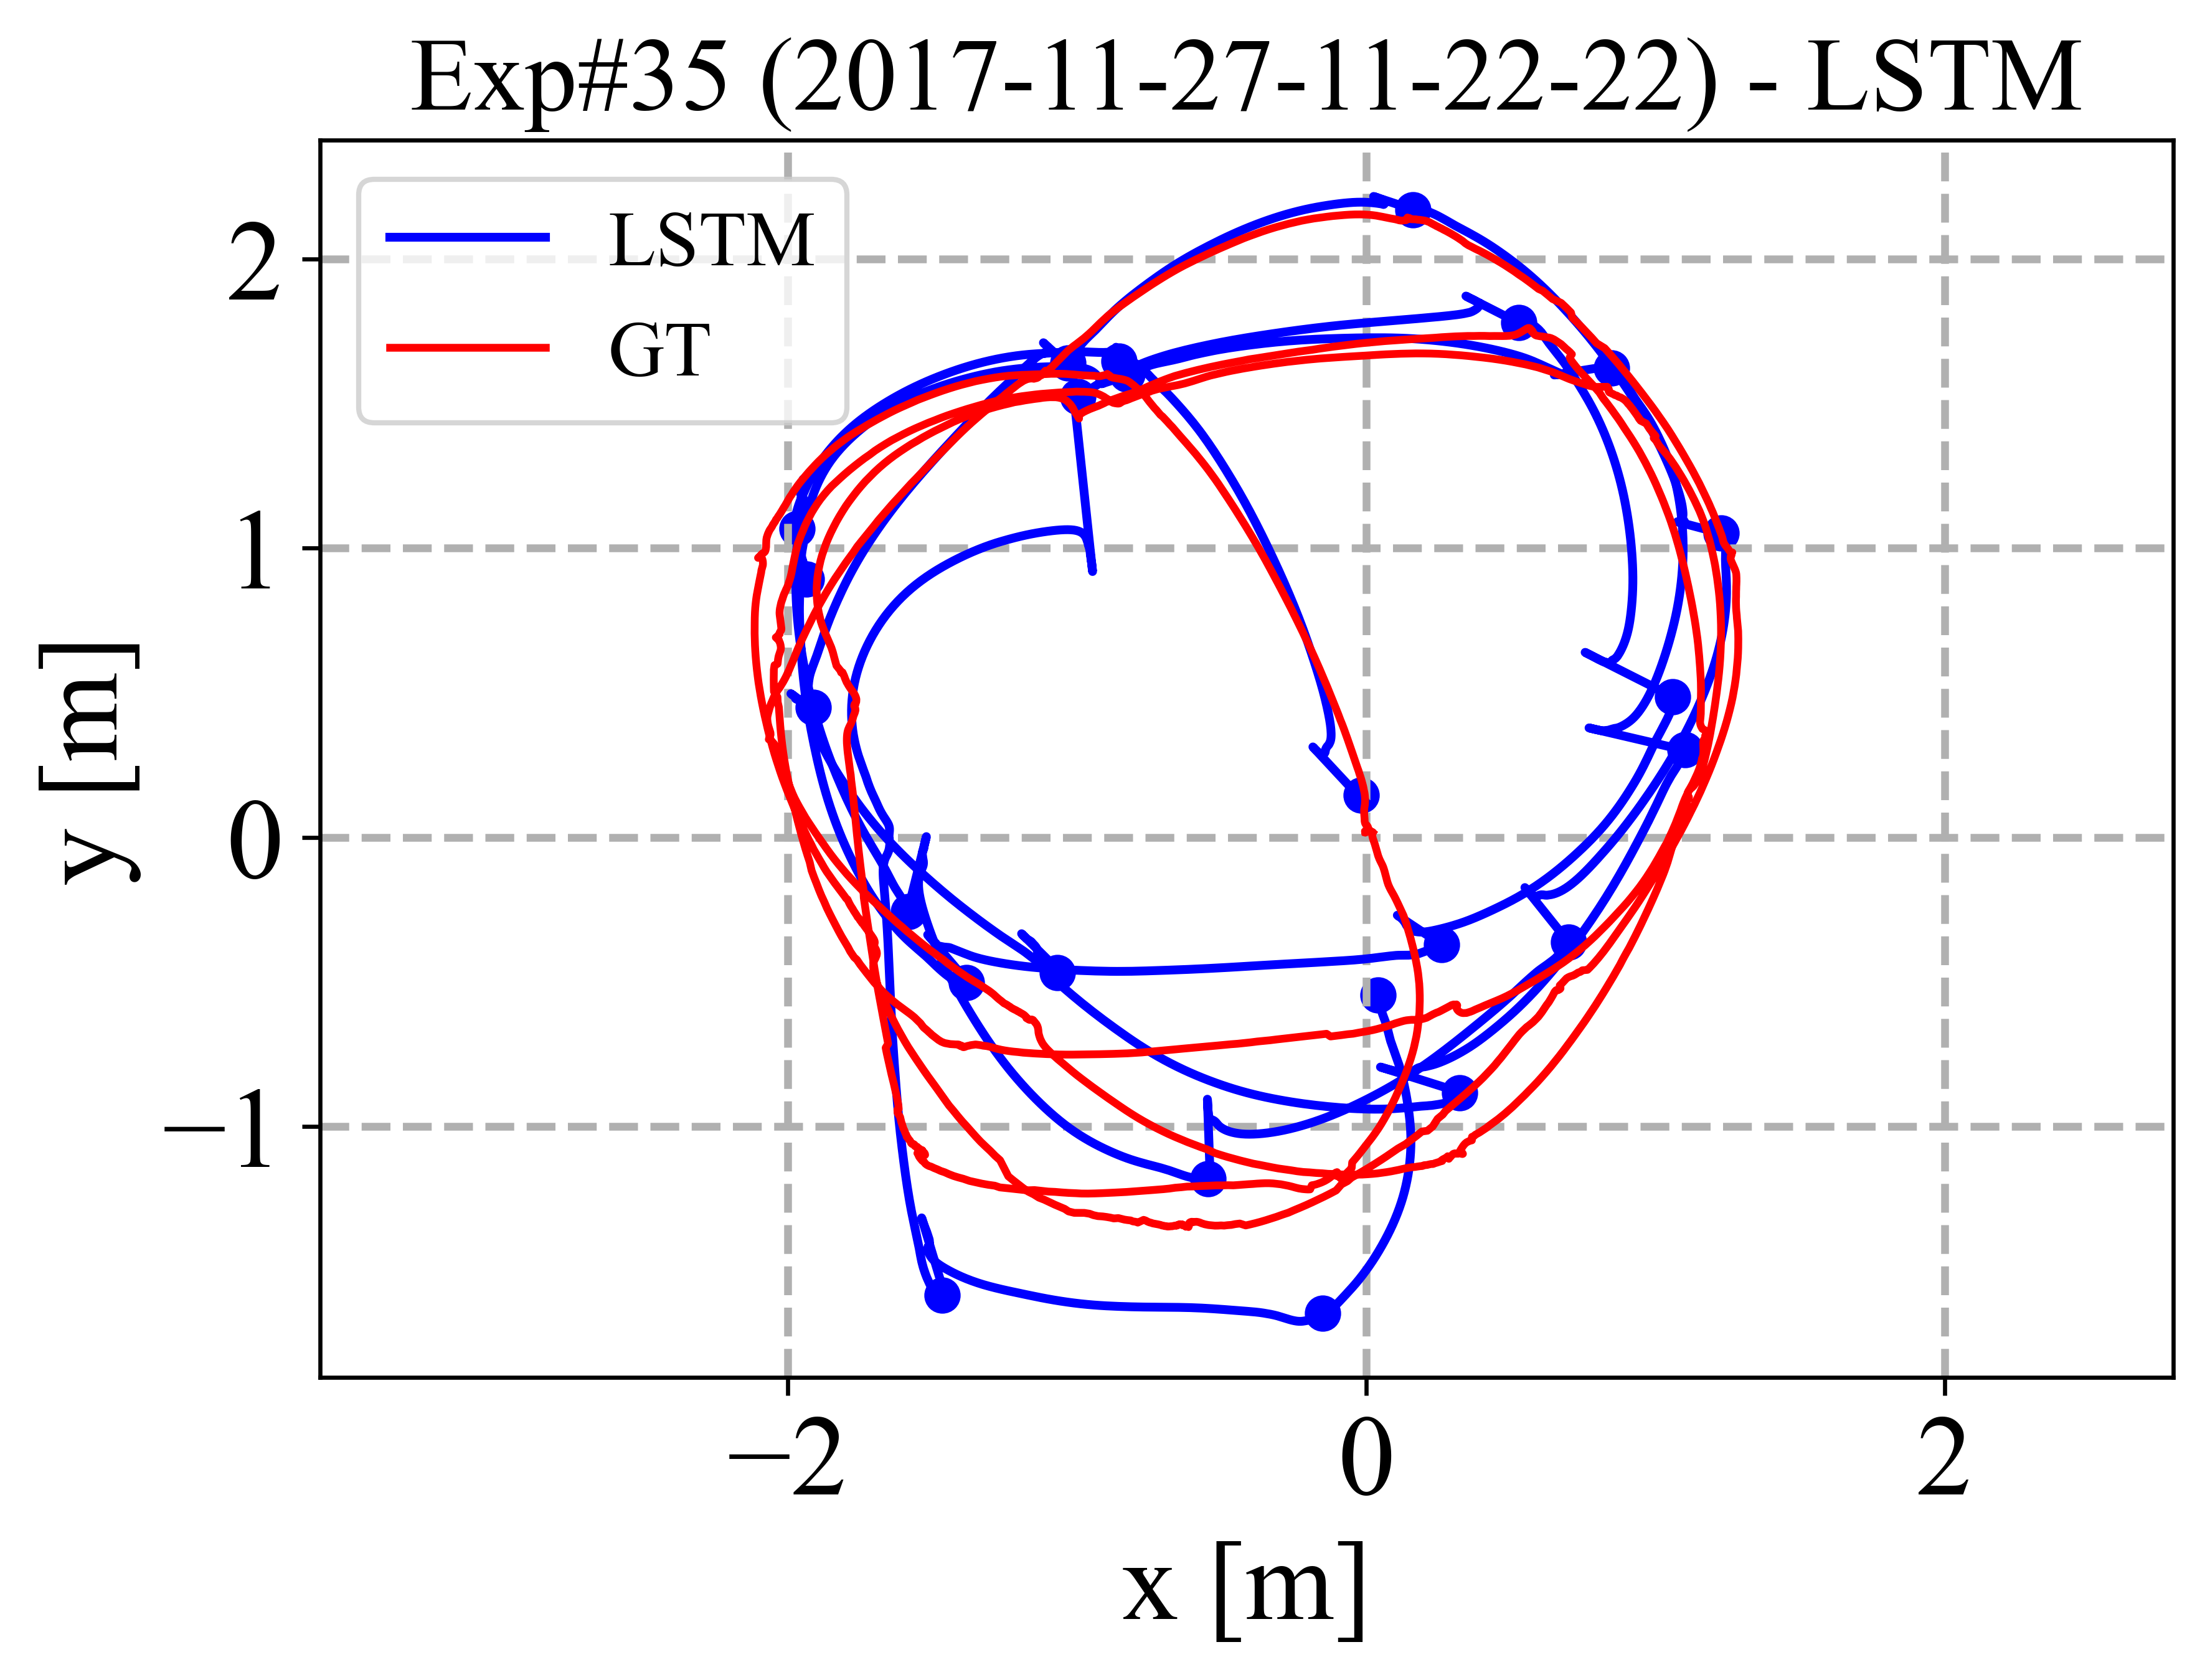 Exp#35 (2017-11-27-11-22-22) - LSTM
LSTM
GT
2
1
0
−1
y [m]
−2
0
2
x [m]